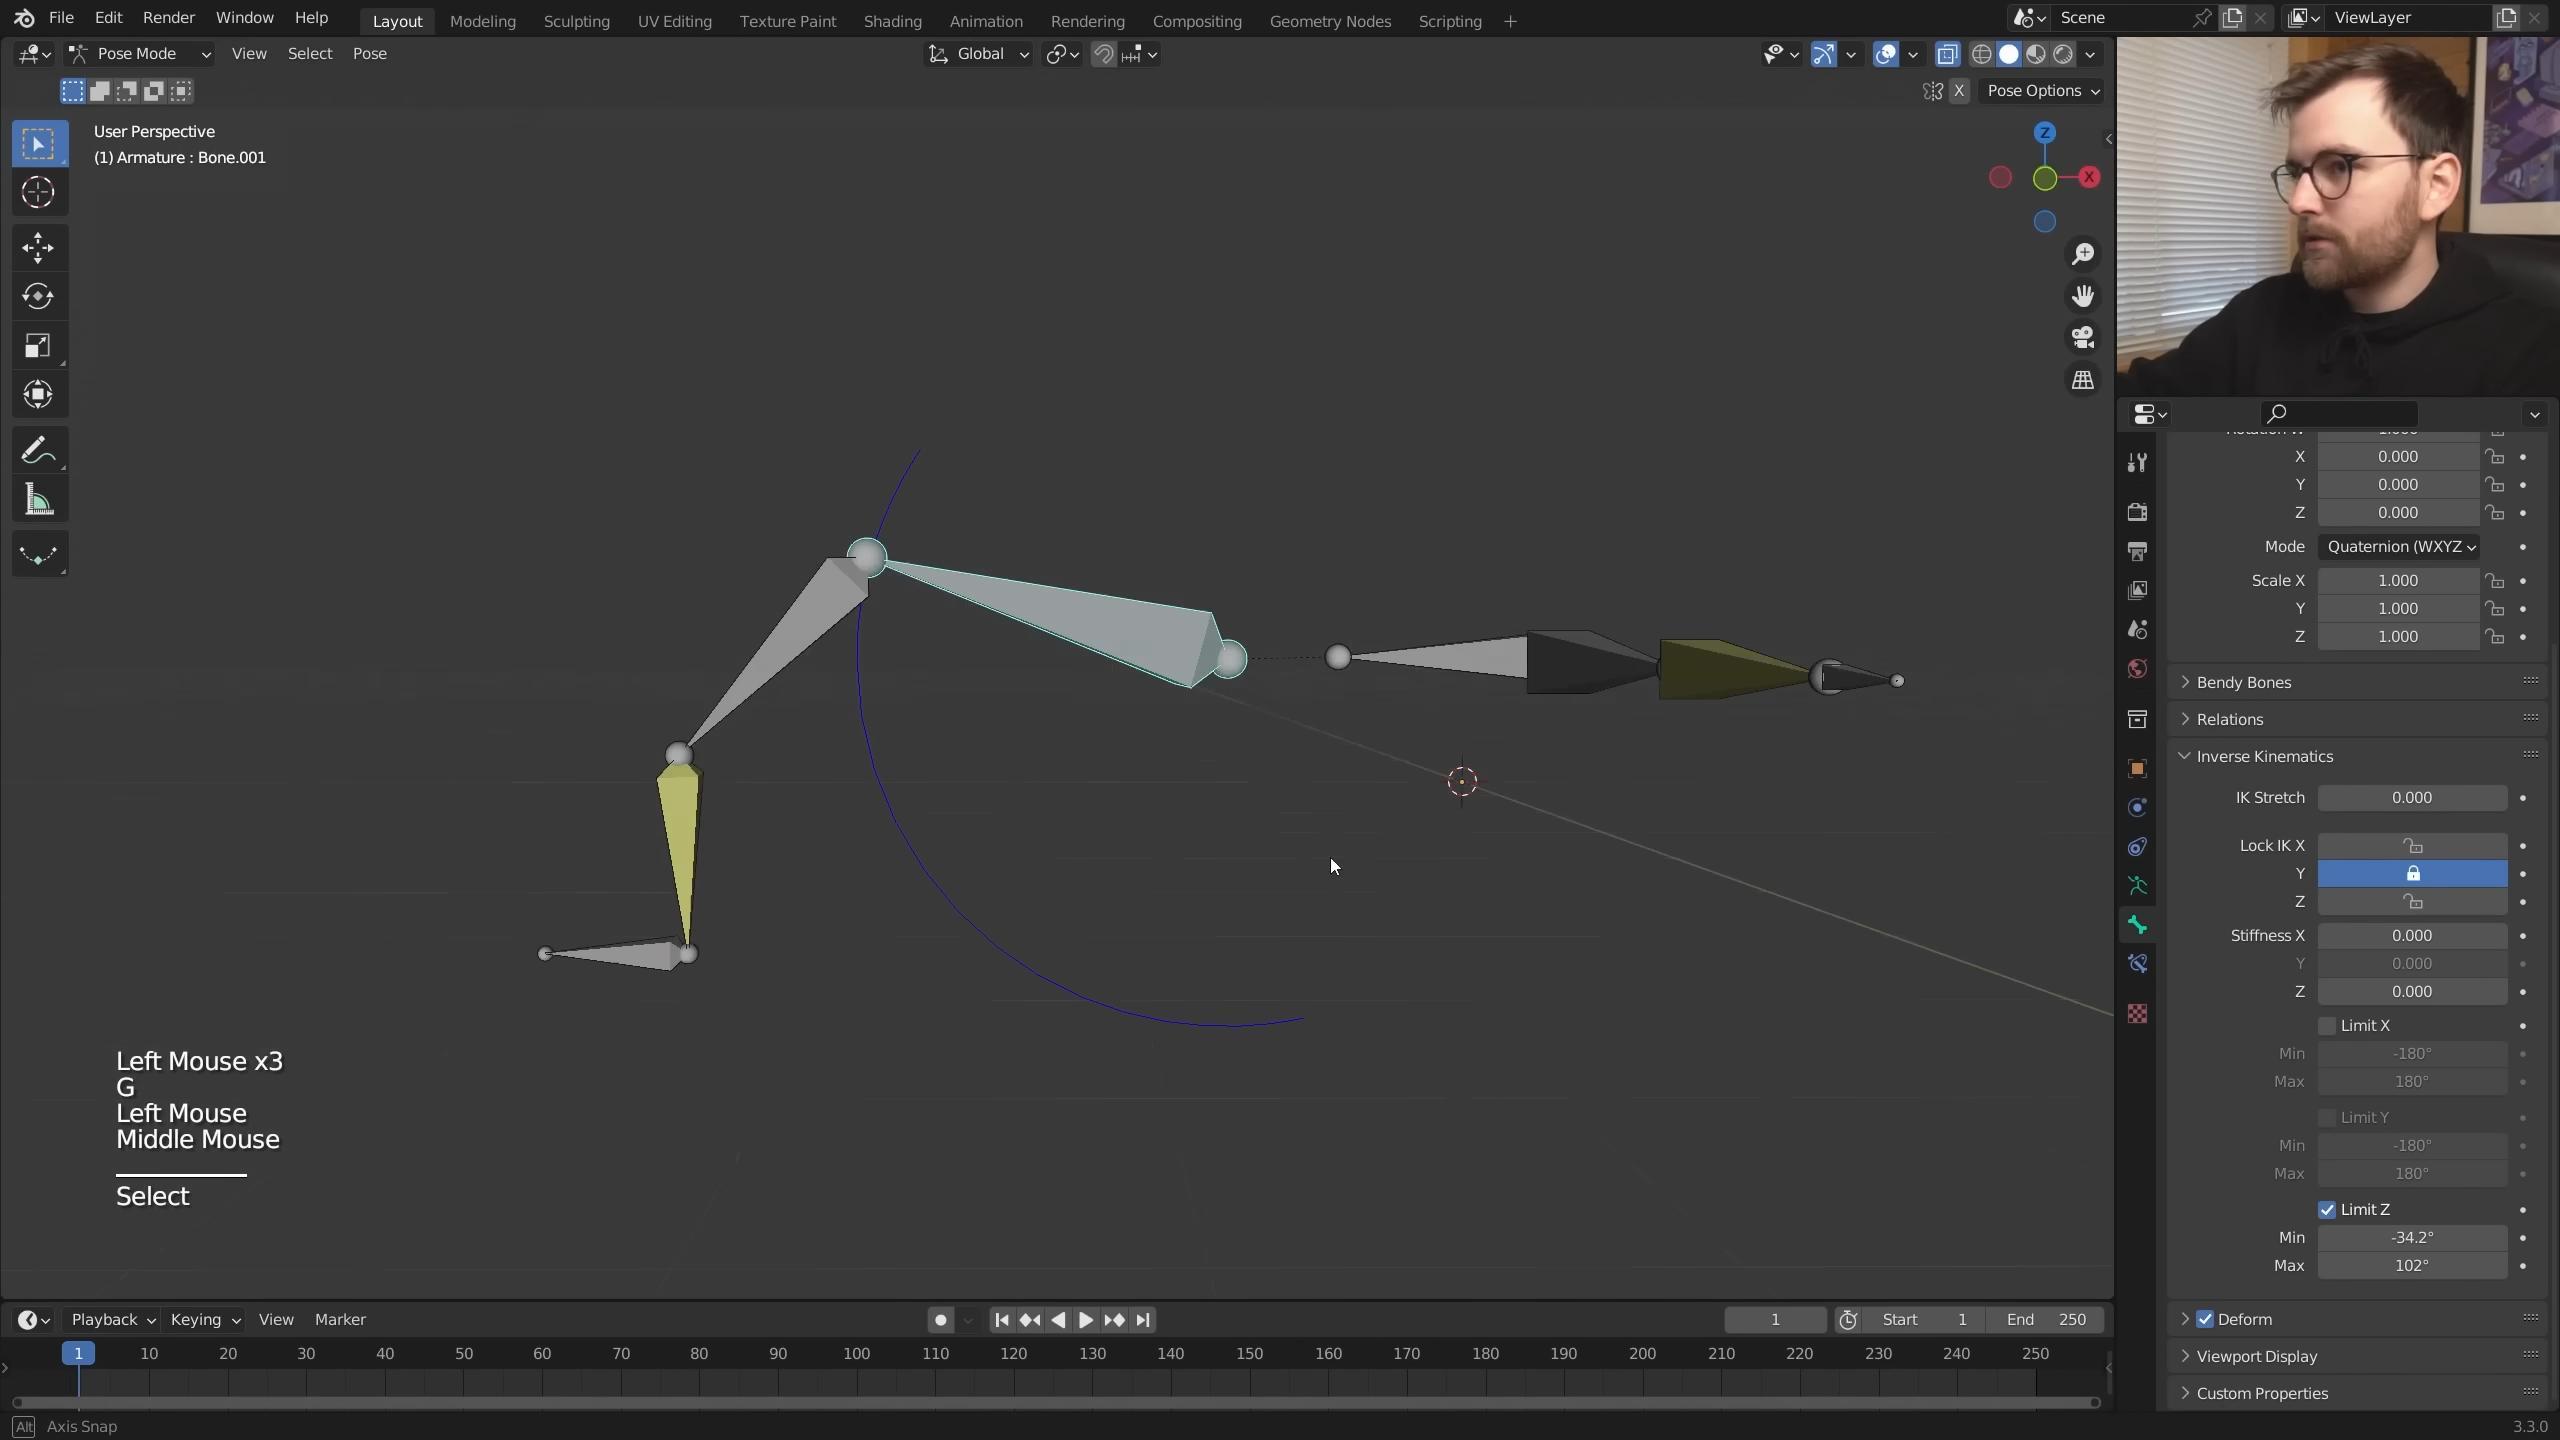 File Edit Render Window Help
Layout Modeling Sculpting UV Editing Texture Paint Shading Animation Rendering Compositing Geometry Nodes Scripting +
Scene
ViewLayer
Pose Mode View Select Pose
Global
X Pose Options
User Perspective
(1) Armature : Bone.001
Z
X
X 0.000
Y 0.000
Z 0.000
Mode Quaternion (WXYZ
Scale X 1.000
Y 1.000
Z 1.000
Bendy Bones
Relations
Inverse Kinematics
IK Stretch 0.000
Lock IK X
Y
Z
Stiffness X 0.000
Y 0.000
Z 0.000
Limit X
Min -180°
Max 180°
Limit Y
Min -180°
Max 180°
Limit Z
Min -34.2°
Max 102°
Deform
Viewport Display
Custom Properties
Left Mouse x3
G
Left Mouse
Middle Mouse
Select
Playback Keying View Marker
1 Start 1 End 250
1 10 20 30 40 50 60 70 80 90 100 110 120 130 140 150 160 170 180 190 200 210 220 230 240 250
Alt Axis Snap
3.3.0